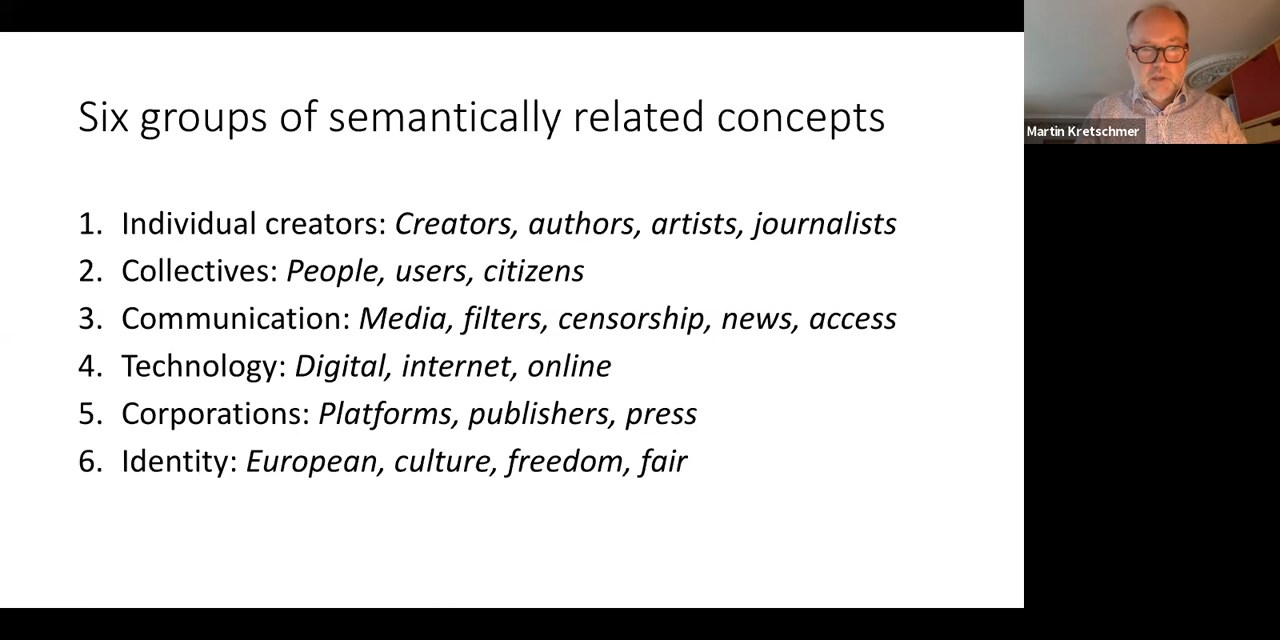 Six groups of semantically related concepts
1. Individual creators: Creators, authors, artists, journalists
2. Collectives: People, users, citizens
3. Communication: Media, filters, censorship, news, access
4. Technology: Digital, internet, online
5. Corporations: Platforms, publishers, press
6. Identity: European, culture, freedom, fair
Martin Kretschmer